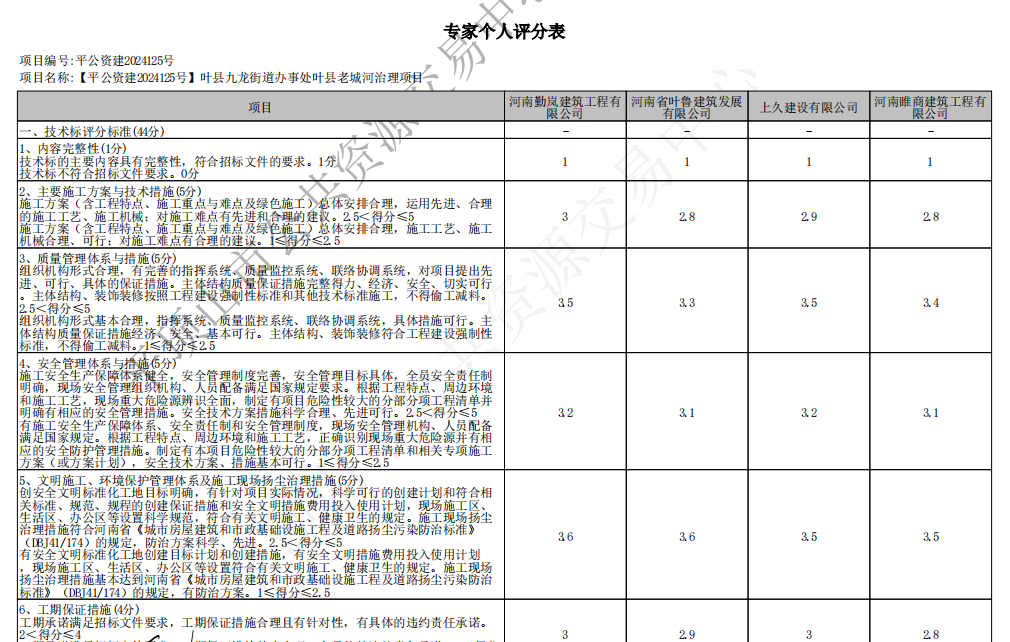 专家个人评分表
项目编号:平公资建2024125号
项目名称:【平公资建2024125号】叶县九龙街道办事处叶县老城河治理项目
项目
河南勤岚建筑工程有
限公司
河南省叶鲁建筑发展
有限公司
上久建设有限公司
河南睢商建筑工程有
限公司
一、技术标评分标准(44分)
-
-
-
-
1、内容完整性(1分)
技术标的主要内容具有完整性，符合招标文件的要求。1分
技术标不符合招标文件要求。0分
1
1
1
1
2、主要施工方案与技术措施(5分)
施工方案（含工程特点、施工重点与难点及绿色施工）总体安排合理，运用先进、合理
的施工工艺、施工机械；对施工难点有先进和合理的建议。2.5<得分≤5
施工方案（含工程特点、施工重点与难点及绿色施工）总体安排合理，施工工艺、施工
机械合理、可行；对施工难点有合理的建议。1≤得分≤2.5
3
2.8
2.9
2.8
3、质量管理体系与措施(5分)
组织机构形式合理，有完善的指挥系统、质量监控系统、联络协调系统，对项目提出先
进、可行、具体的保证措施。主体结构质量保证措施完整得力、经济、安全、切实可行
。主体结构、装饰装修按照工程建设强制性标准和其他技术标准施工，不得偷工减料。
2.5<得分≤5
组织机构形式基本合理，指挥系统、质量监控系统、联络协调系统，具体措施可行。主
体结构质量保证措施经济、安全、基本可行。主体结构、装饰装修符合工程建设强制性
标准，不得偷工减料。1≤得分≤2.5
3.5
3.3
3.5
3.4
4、安全管理体系与措施(5分)
施工安全生产保障体系健全，安全管理制度完善，安全管理目标具体，全员安全责任制
明确，现场安全管理组织机构、人员配备满足国家规定要求。根据工程特点、周边环境
和施工工艺，现场重大危险源辨识全面，制定有项目危险性较大的分部分项工程清单并
明确有相应的安全管理措施。安全技术方案措施科学合理、先进可行。2.5<得分≤5
有施工安全生产保障体系、安全责任制和安全管理制度，现场安全管理机构、人员配备
满足国家规定。根据工程特点、周边环境和施工工艺，正确识别现场重大危险源并有相
应的安全防护管理措施。制定有本项目危险性较大的分部分项工程清单和相关专项施工
方案（或方案计划），安全技术方案、措施基本可行。1≤得分≤2.5
3.2
3.1
3.2
3.1
5、文明施工、环境保护管理体系及施工现场扬尘治理措施(5分)
创安全文明标准化工地目标明确，有针对项目实际情况，科学可行的创建计划和符合相
关标准、规范、规程的创建保证措施和安全文明措施费用投入使用计划，现场施工区、
生活区、办公区等设置科学规范，符合有关文明施工、健康卫生的规定。施工现场扬尘
治理措施符合河南省《城市房屋建筑和市政基础设施工程及道路扬尘污染防治标准》
（DBJ41/174）的规定，防治方案科学、先进。2.5<得分≤5
有安全文明标准化工地创建目标计划和创建措施，有安全文明措施费用投入使用计划
，现场施工区、生活区、办公区等设置符合有关文明施工、健康卫生的规定。施工现场
扬尘治理措施基本达到河南省《城市房屋建筑和市政基础设施工程及道路扬尘污染防治
标准》（DBJ41/174）的规定，有防治方案。1≤得分≤2.5
3.6
3.6
3.5
3.5
6、工期保证措施(4分)
工期承诺满足招标文件要求，工期保证措施合理且有针对性，有具体的违约责任承诺。
2<得分≤4
3
2.9
3
2.8